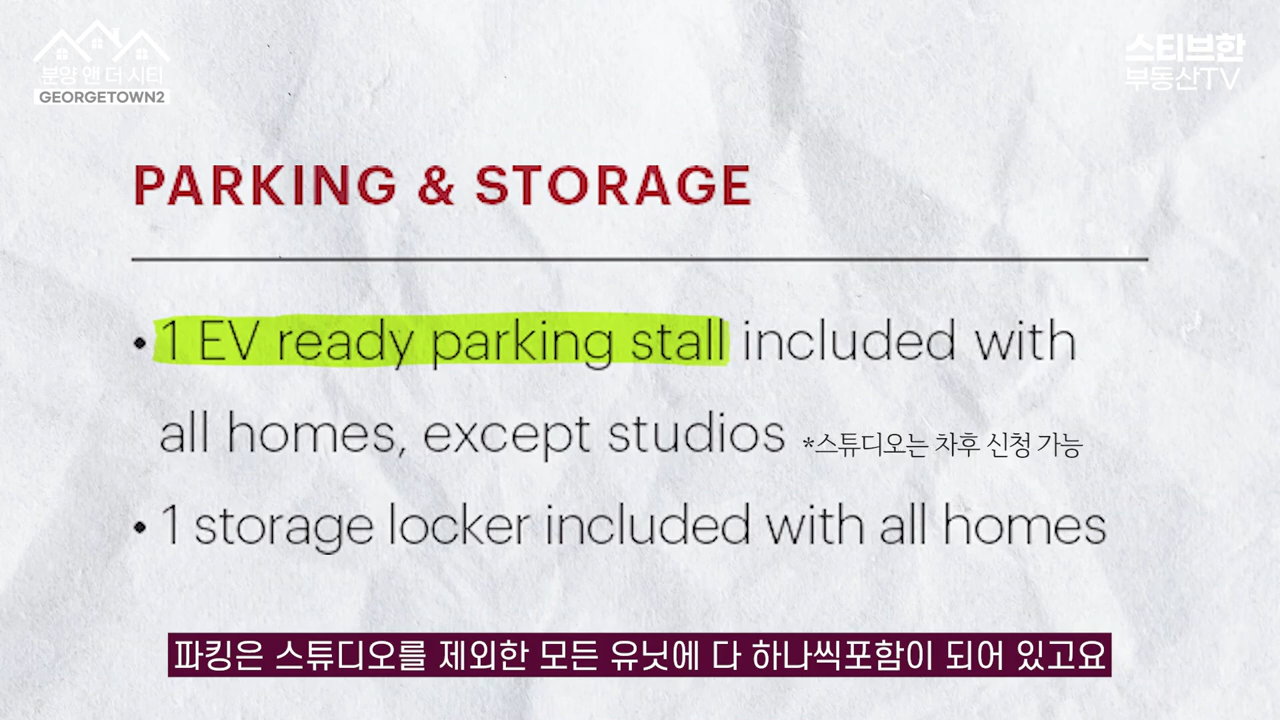 분양 앤 더 시티
GEORGETOWN2
스티브한
부동산TV
PARKING & STORAGE
• 1 EV ready parking stall included with
all homes, except studios *스튜디오는 차후 신청 가능
• 1 storage locker included with all homes
파킹은 스튜디오를 제외한 모든 유닛에 다 하나씩포함이 되어 있고요